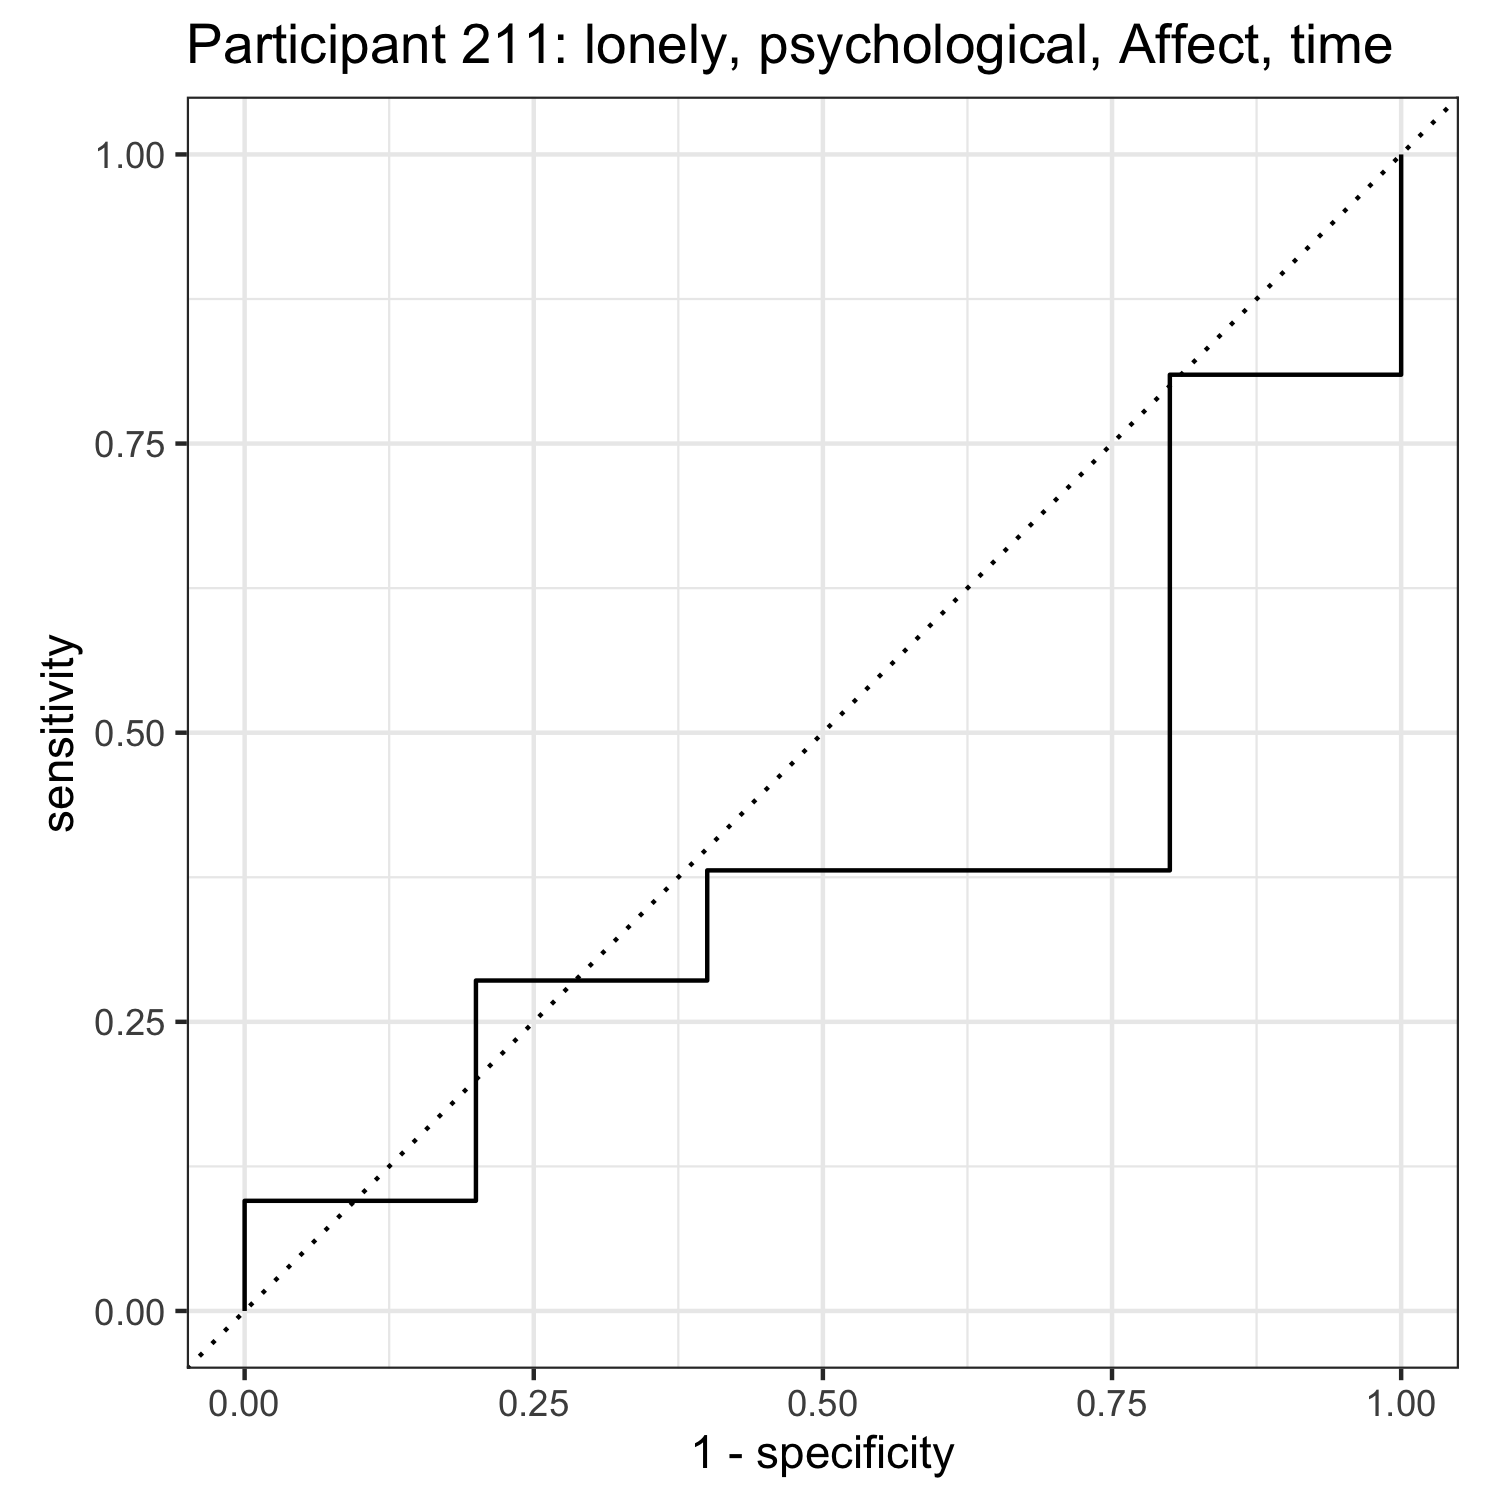 Participant 211: lonely, psychological, Affect, time
1.00
0.75
0.50
0.25
0.00
sensitivity
0.00 0.25 0.50 0.75 1.00
1 - specificity